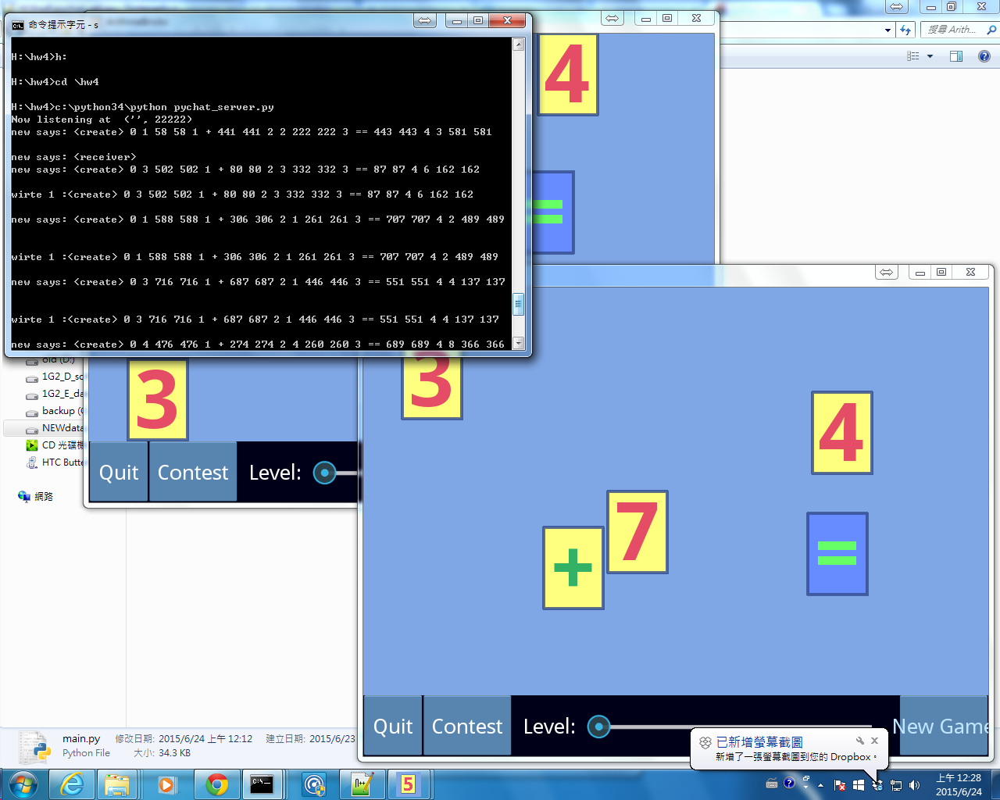 命令提示字元 - s
H:\hw4>h:
H:\hw4>cd \hw4
H:\hw4>c:\python34\python pychat_server.py
Now listening at  ('', 22222)
new says: <create> 0 1 58 58 1 + 441 441 2 2 222 222 3 == 443 443 4 3 581 581
new says: <receiver>
new says: <create> 0 3 502 502 1 + 80 80 2 3 332 332 3 == 87 87 4 6 162 162
wirte 1 :<create> 0 3 502 502 1 + 80 80 2 3 332 332 3 == 87 87 4 6 162 162
new says: <create> 0 1 588 588 1 + 306 306 2 1 261 261 3 == 707 707 4 2 489 489
wirte 1 :<create> 0 1 588 588 1 + 306 306 2 1 261 261 3 == 707 707 4 2 489 489
new says: <create> 0 3 716 716 1 + 687 687 2 1 446 446 3 == 551 551 4 4 137 137
wirte 1 :<create> 0 3 716 716 1 + 687 687 2 1 446 446 3 == 551 551 4 4 137 137
new says: <create> 0 4 476 476 1 + 274 274 2 4 260 260 3 == 689 689 4 8 366 366
搜尋 Arith...
4
=
old (D:)
1G2_D_sc
1G2_E_da
backup (
NEWdata
CD 光碟機
HTC Butte
網路
3
Quit
Contest
Level:
3
4
7
+
=
Quit
Contest
Level:
New Game
main.py
修改日期: 2015/6/24 上午 12:12
建立日期: 2015/6/23
Python File
大小: 34.3 KB
已新增螢幕截圖
新增了一張螢幕截圖到您的 Dropbox。
5
上午 12:28
2015/6/24